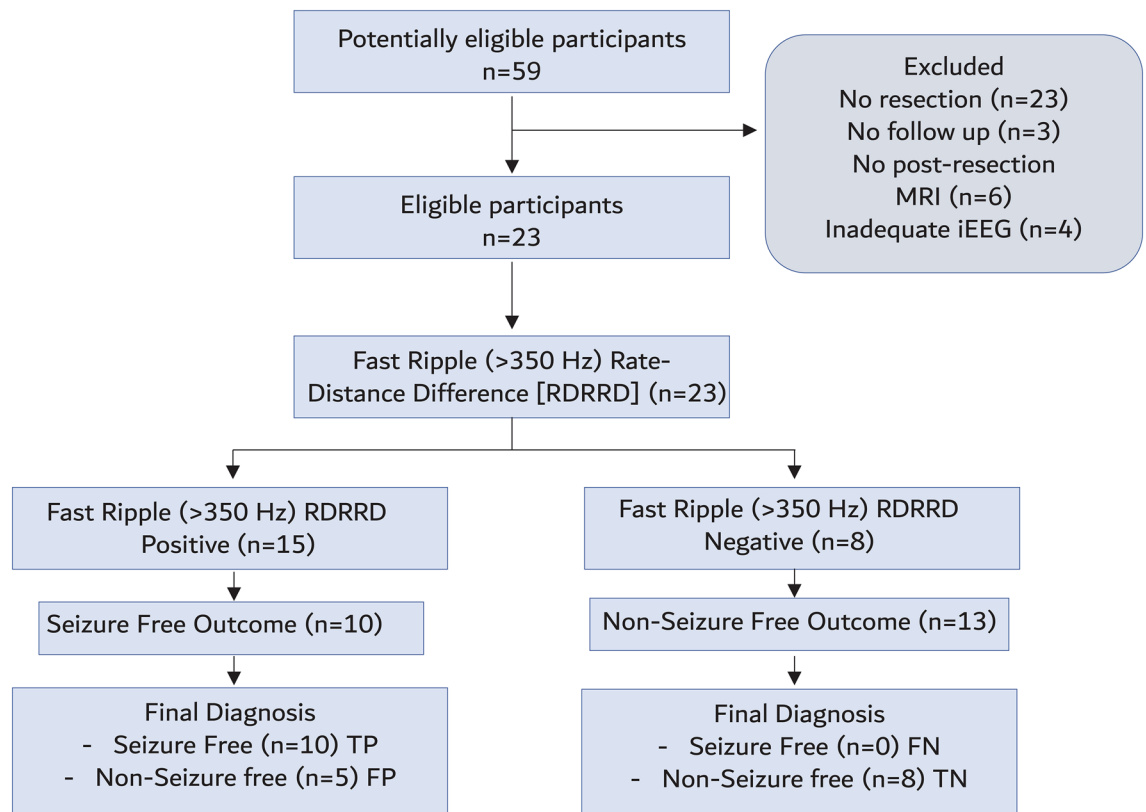 Potentially eligible participants
n=59
Excluded
No resection (n=23)
No follow up (n=3)
No post-resection
MRI (n=6)
Inadequate iEEG (n=4)
Eligible participants
n=23
Fast Ripple (>350 Hz) Rate-
Distance Difference [RDRRD] (n=23)
Fast Ripple (>350 Hz) RDRRD
Positive (n=15)
Fast Ripple (>350 Hz) RDRRD
Negative (n=8)
Seizure Free Outcome (n=10)
Non-Seizure Free Outcome (n=13)
Final Diagnosis
- Seizure Free (n=10) TP
- Non-Seizure free (n=5) FP
Final Diagnosis
- Seizure Free (n=0) FN
- Non-Seizure free (n=8) TN